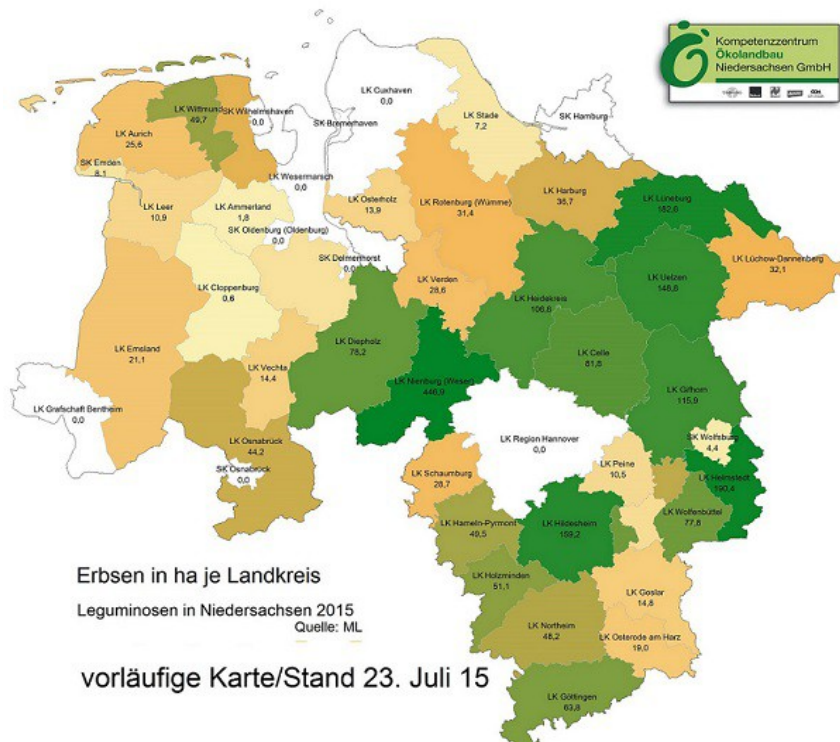 Kompetenzzentrum
Ökolandbau
Niedersachsen GmbH
LK Cuxhaven
0,0
SK Hamburg
LK Wittmund
49,7
SK Wilhelmshaven
0,0
SK Bremerhaven
LK Stade
7,2
LK Aurich
25,6
SK Emden
8,1
LK Wesermarsch
0,0
LK Leer
10,9
LK Ammerland
1,8
LK Osterholz
13,9
LK Rotenburg (Wümme)
31,4
LK Harburg
36,7
LK Lüneburg
182,6
SK Oldenburg (Oldenburg)
0,0
SK Delmenhorst
0,0
LK Lüchow-Dannenberg
32,1
LK Cloppenburg
0,6
LK Verden
28,6
LK Heidekreis
106,6
LK Uelzen
148,6
LK Emsland
21,1
LK Diepholz
78,2
LK Vechta
14,4
LK Celle
81,6
LK Nienburg (Weser)
446,9
LK Gifhorn
115,9
LK Grafschaft Bentheim
0,0
LK Osnabrück
44,2
SK Osnabrück
0,0
LK Region Hannover
0,0
SK Wolfsburg
4,4
LK Schaumburg
28,7
LK Peine
10,5
LK Helmstedt
190,4
LK Wolfenbüttel
77,8
LK Hameln-Pyrmont
49,5
LK Hildesheim
159,2
LK Holzminden
51,1
LK Goslar
14,8
LK Northeim
48,2
LK Osterode am Harz
19,0
LK Göttingen
63,8
Erbsen in ha je Landkreis
Leguminosen in Niedersachsen 2015
Quelle: ML
vorläufige Karte/Stand 23. Juli 15